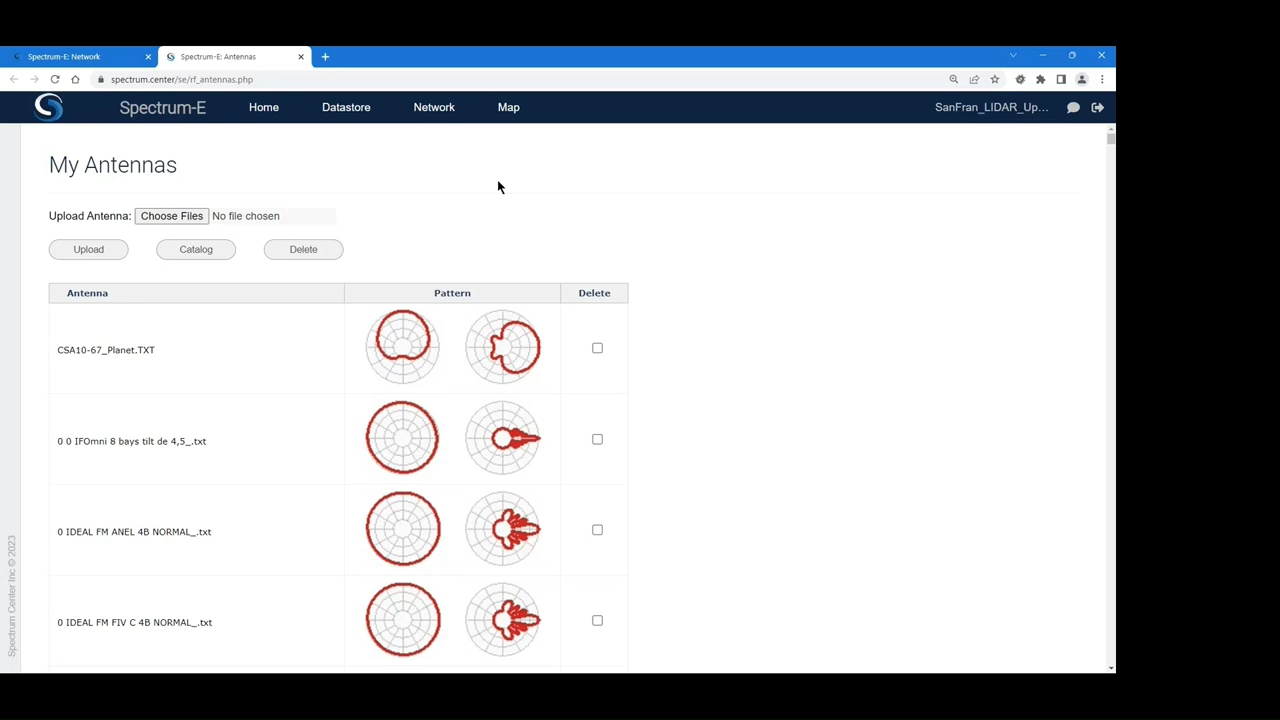 Spectrum-E: Network
Spectrum-E: Antennas
spectrum.center/se/rf_antennas.php
Spectrum-E
Home
Datastore
Network
Map
SanFran_LIDAR_Up...
My Antennas
Upload Antenna: Choose Files No file chosen
Upload
Catalog
Delete
Antenna
Pattern
Delete
CSA10-67_Planet.TXT
0 0 IFOmni 8 bays tilt de 4,5_.txt
0 IDEAL FM ANEL 4B NORMAL_.txt
0 IDEAL FM FIV C 4B NORMAL_.txt
Spectrum Center Inc © 2023